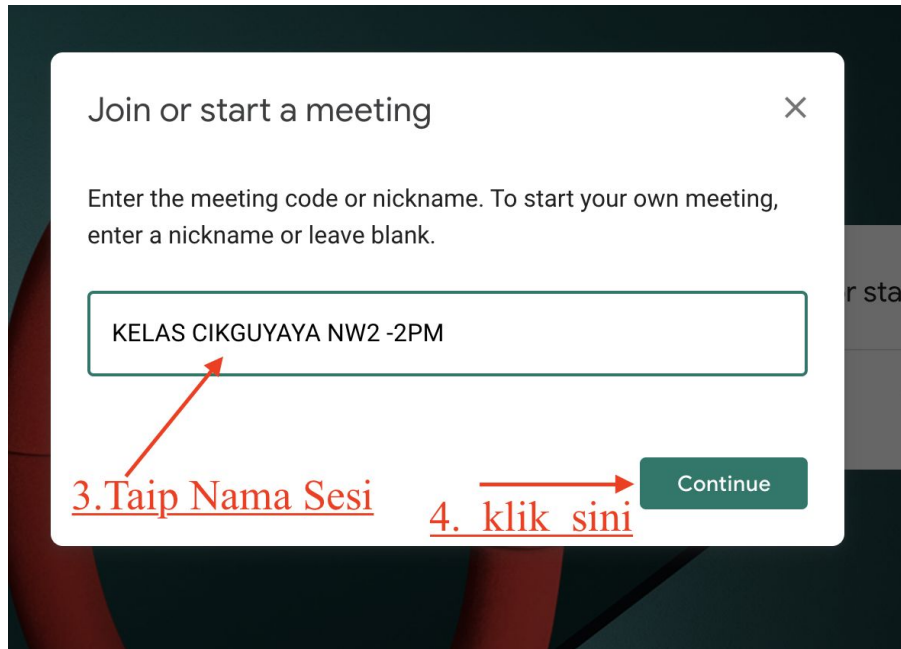 Join or start a meeting
Enter the meeting code or nickname. To start your own meeting,
enter a nickname or leave blank.
r sta
KELAS CIKGUYAYA NW2 -2PM
3.Taip Nama Sesi
Continue
4. klik sini